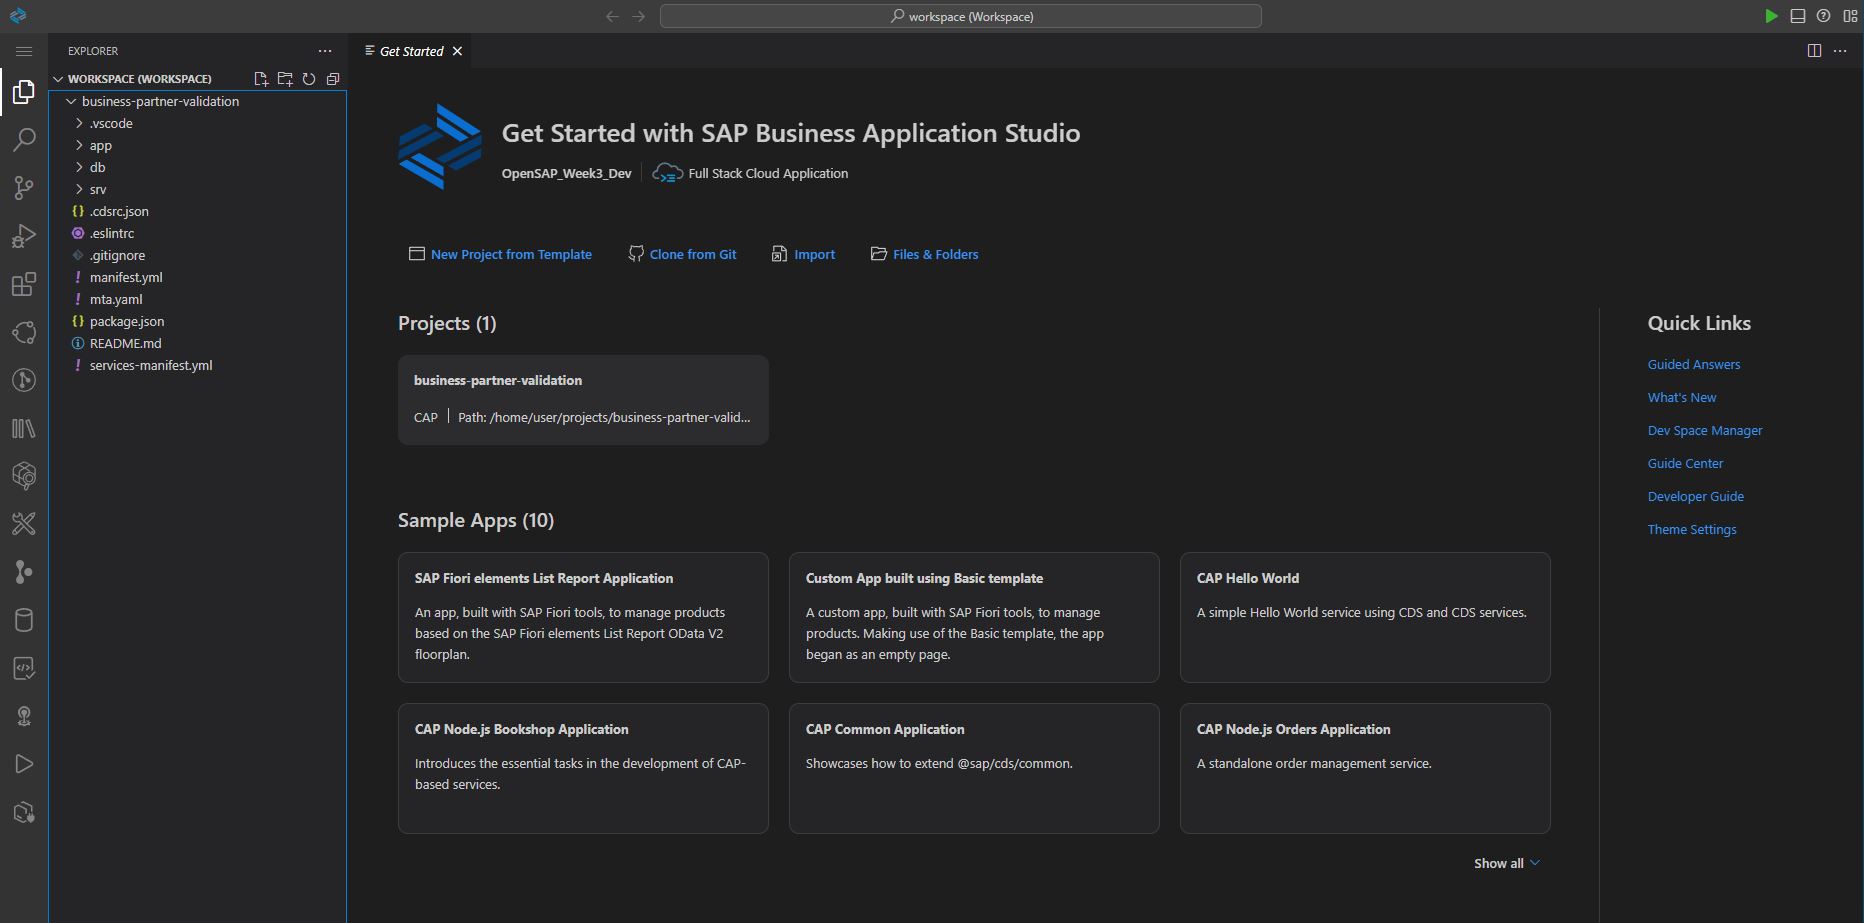 workspace (Workspace)
EXPLORER
Get Started
WORKSPACE (WORKSPACE)
business-partner-validation
.vscode
app
db
srv
.cdsrc.json
.eslintrc
.gitignore
manifest.yml
mta.yaml
package.json
README.md
services-manifest.yml
Get Started with SAP Business Application Studio
OpenSAP_Week3_Dev
Full Stack Cloud Application
New Project from Template
Clone from Git
Import
Files & Folders
Projects (1)
business-partner-validation
CAP
Path: /home/user/projects/business-partner-valid...
Sample Apps (10)
SAP Fiori elements List Report Application
An app, built with SAP Fiori tools, to manage products
based on the SAP Fiori elements List Report OData V2
floorplan.
Custom App built using Basic template
A custom app, built with SAP Fiori tools, to manage
products. Making use of the Basic template, the app
began as an empty page.
CAP Hello World
A simple Hello World service using CDS and CDS services.
CAP Node.js Bookshop Application
Introduces the essential tasks in the development of CAP-
based services.
CAP Common Application
Showcases how to extend @sap/cds/common.
CAP Node.js Orders Application
A standalone order management service.
Show all
Quick Links
Guided Answers
What's New
Dev Space Manager
Guide Center
Developer Guide
Theme Settings